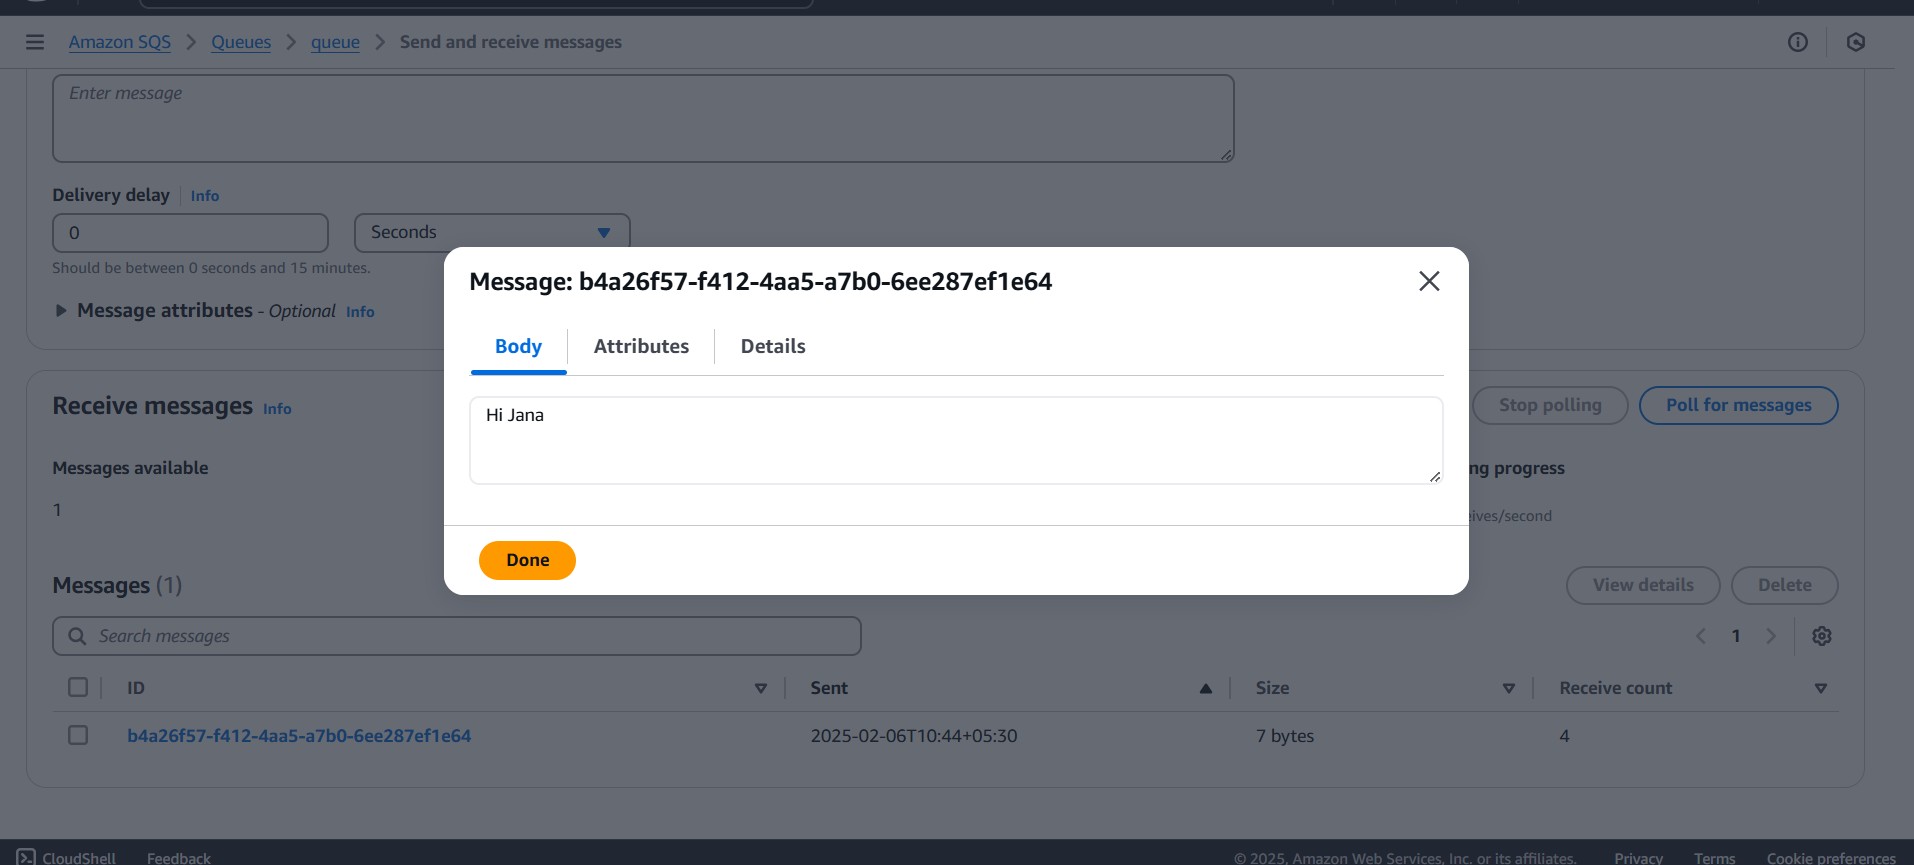 Amazon SQS > Queues > queue > Send and receive messages
Enter message
Delivery delay Info
0 Seconds
Should be between 0 seconds and 15 minutes.
Message attributes - Optional Info
Message: b4a26f57-f412-4aa5-a7b0-6ee287ef1e64
Body Attributes Details
Hi Jana
Done
Receive messages Info
Stop polling Poll for messages
Messages available
1
ng progress
eives/second
Messages (1)
View details Delete
Search messages
1
ID Sent Size Receive count
b4a26f57-f412-4aa5-a7b0-6ee287ef1e64 2025-02-06T10:44+05:30 7 bytes 4
CloudShell Feedback © 2025, Amazon Web Services, Inc. or its affiliates. Privacy Terms Cookie preferences